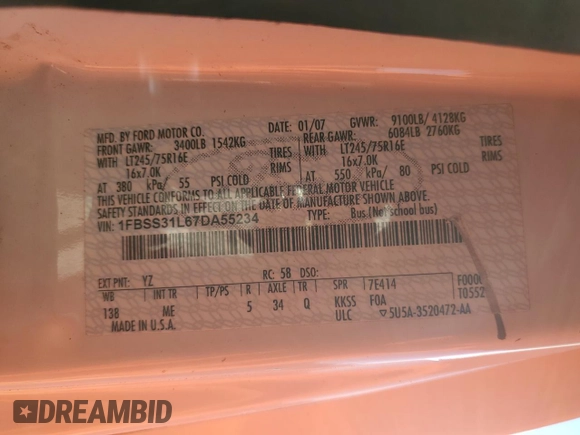 MFD. BY FORD MOTOR CO.
DATE: 01/07 GVWR: 9100LB/ 4128KG
FRONT GAWR: 3400LB 1542KG
REAR GAWR: 6084LB 2760KG
WITH LT245/75R16E TIRES
WITH LT245/75R16E TIRES
16x7.0K RIMS
16x7.0K RIMS
AT 380 kPa/ 55 PSI COLD
AT 550 kPa/ 80 PSI COLD
THIS VEHICLE CONFORMS TO ALL APPLICABLE FEDERAL MOTOR VEHICLE
SAFETY STANDARDS IN EFFECT ON THE DATE OF MANUFACTURE SHOWN ABOVE.
VIN: 1FBSS31L67DA55234
TYPE: Bus (Not school bus)
EXT PNT: YZ RC: 58 DSO:
WB INT TR TP/PS R AXLE TR SPR
138 ME 5 34 Q KKSS
17E414
F0A
ULC
▽5U5A-3520472-AA
T0552
MADE IN U.S.A.
DREAMBID